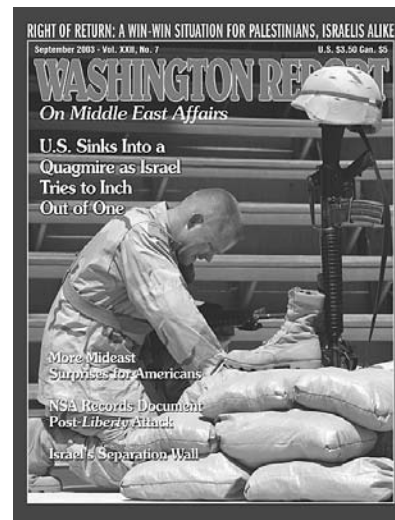 RIGHT OF RETURN: A WIN-WIN SITUATION FOR PALESTINIANS, ISRAELIS ALIKE
September 2003 - Vol. XXII, No. 7 U.S. $3.50 Can. $5
WASHINGTON REPORT
On Middle East Affairs
U.S. Sinks Into a
Quagmire as Israel
Tries to Inch
Out of One
More Mideast
Surprises for Americans
NSA Records Document
Post-Liberty Attack
Israel's Separation Wall